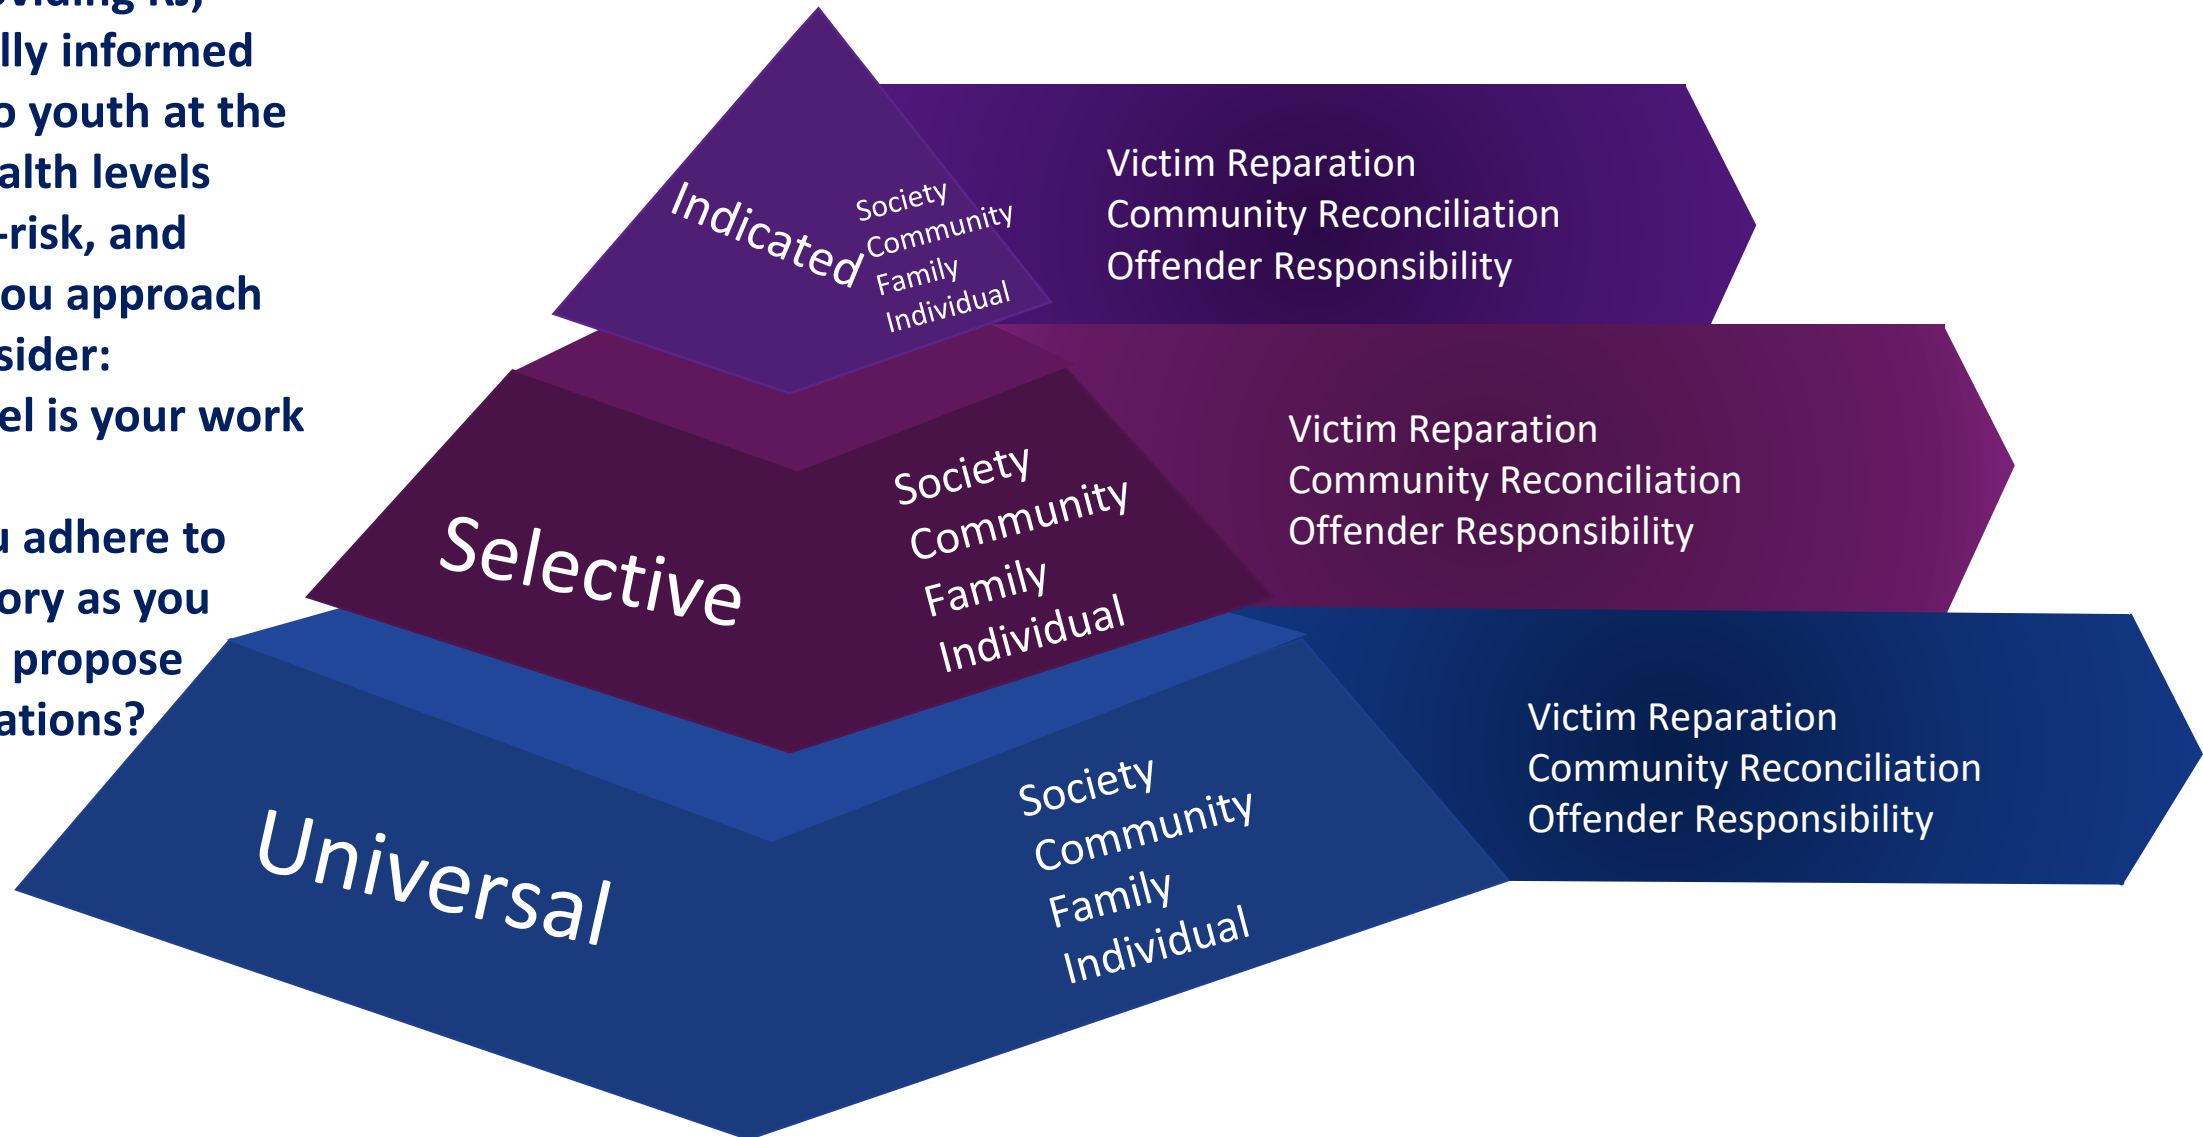 lly informed
o youth at the
alth levels
-risk, and
ou approach
sider:
el is your work
u adhere to
ory as you
propose
ations?
Indicated
Society
Community
Family
Individual
Victim Reparation
Community Reconciliation
Offender Responsibility
Selective
Society
Community
Family
Individual
Victim Reparation
Community Reconciliation
Offender Responsibility
Universal
Society
Community
Family
Individual
Victim Reparation
Community Reconciliation
Offender Responsibility